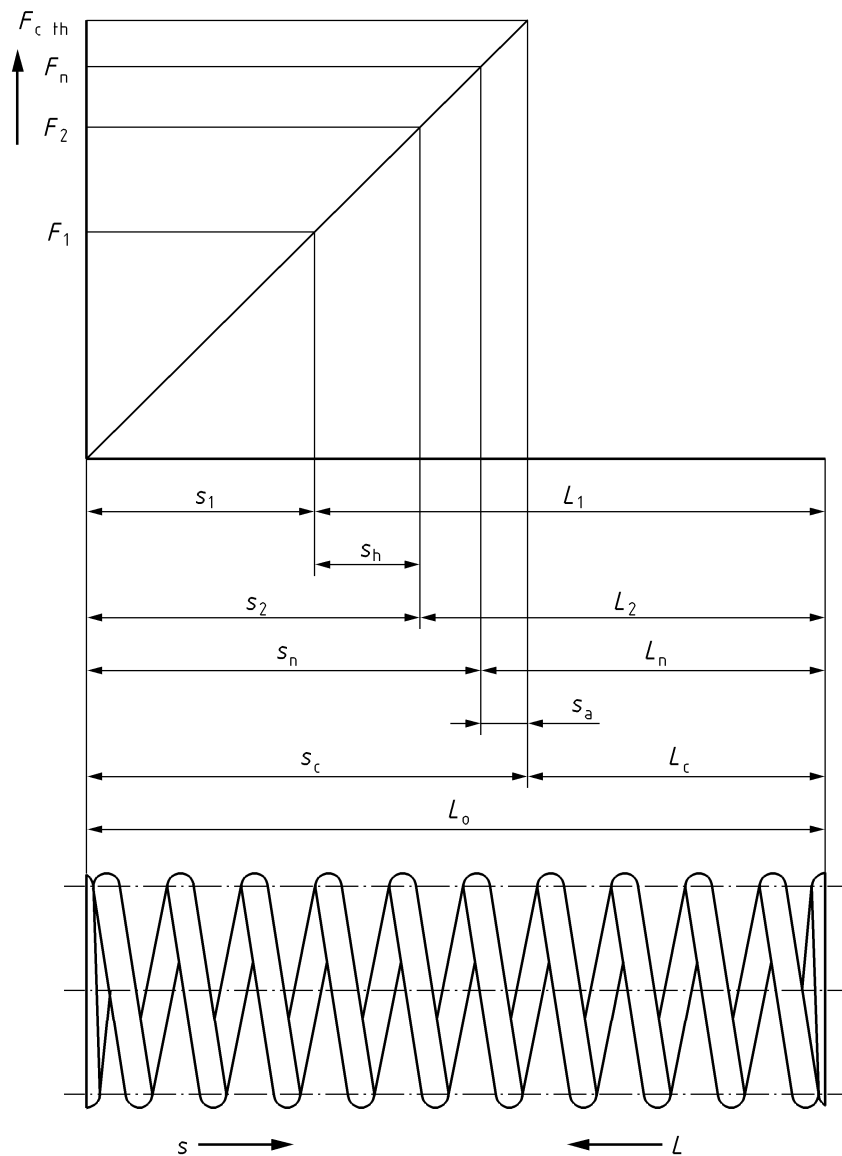 F_c th
F_n
F_2
F_1
s_1 L_1
s_h
s_2 L_2
s_n L_n
s_a
s_c L_c
L_o
s L